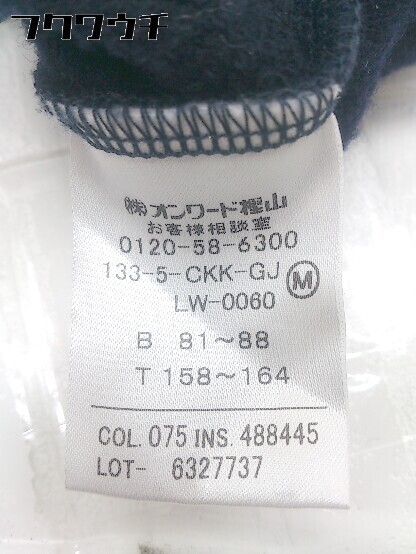 フクウウチ
㈱オンワード樫山
お客様相談室
0120-58-6300
133-5-CKK-GJ Ⓜ
LW-0060
B 81～88
T 158～164
COL. 075 INS. 488445
LOT- 6327737